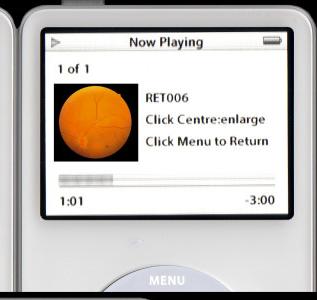 Now Playing
1 of 1
RET006
Click Centre:enlarge
Click Menu to Return
1:01 -3:00
MENU